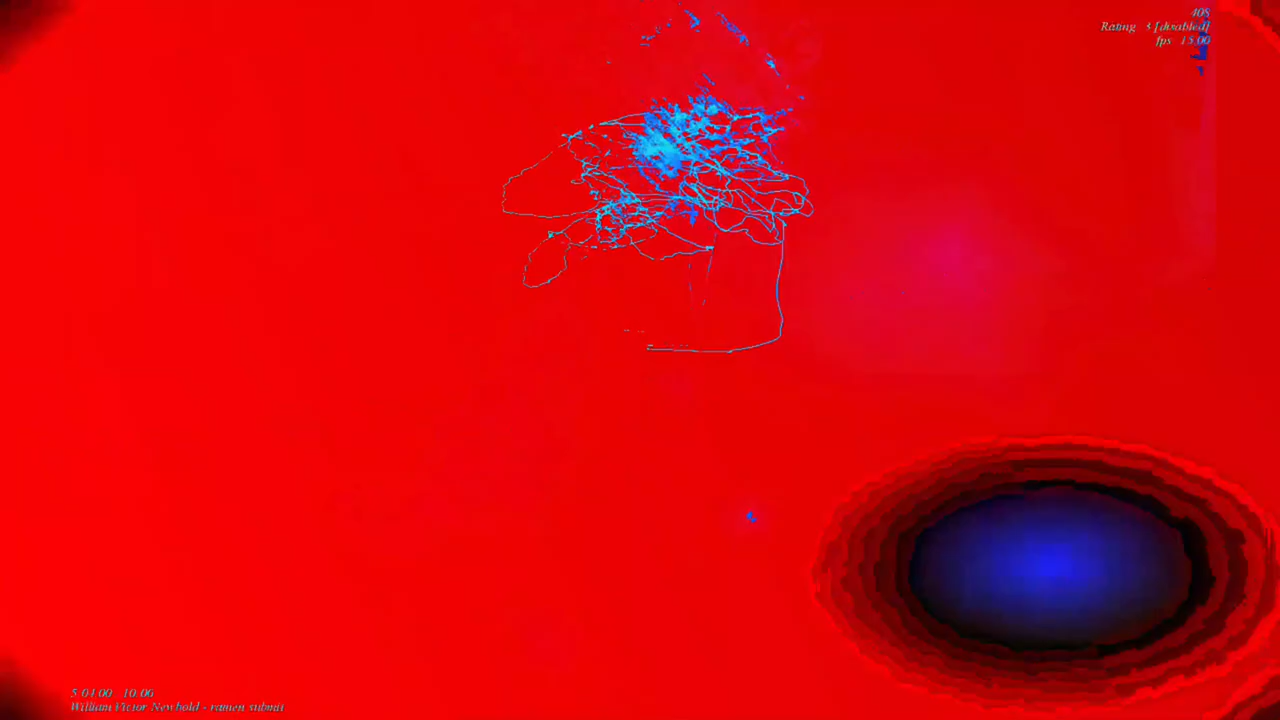 408
Rating 3 [disabled]
fps 15.00
5.04.00 10.06
William Victor Newbold - ramen submit